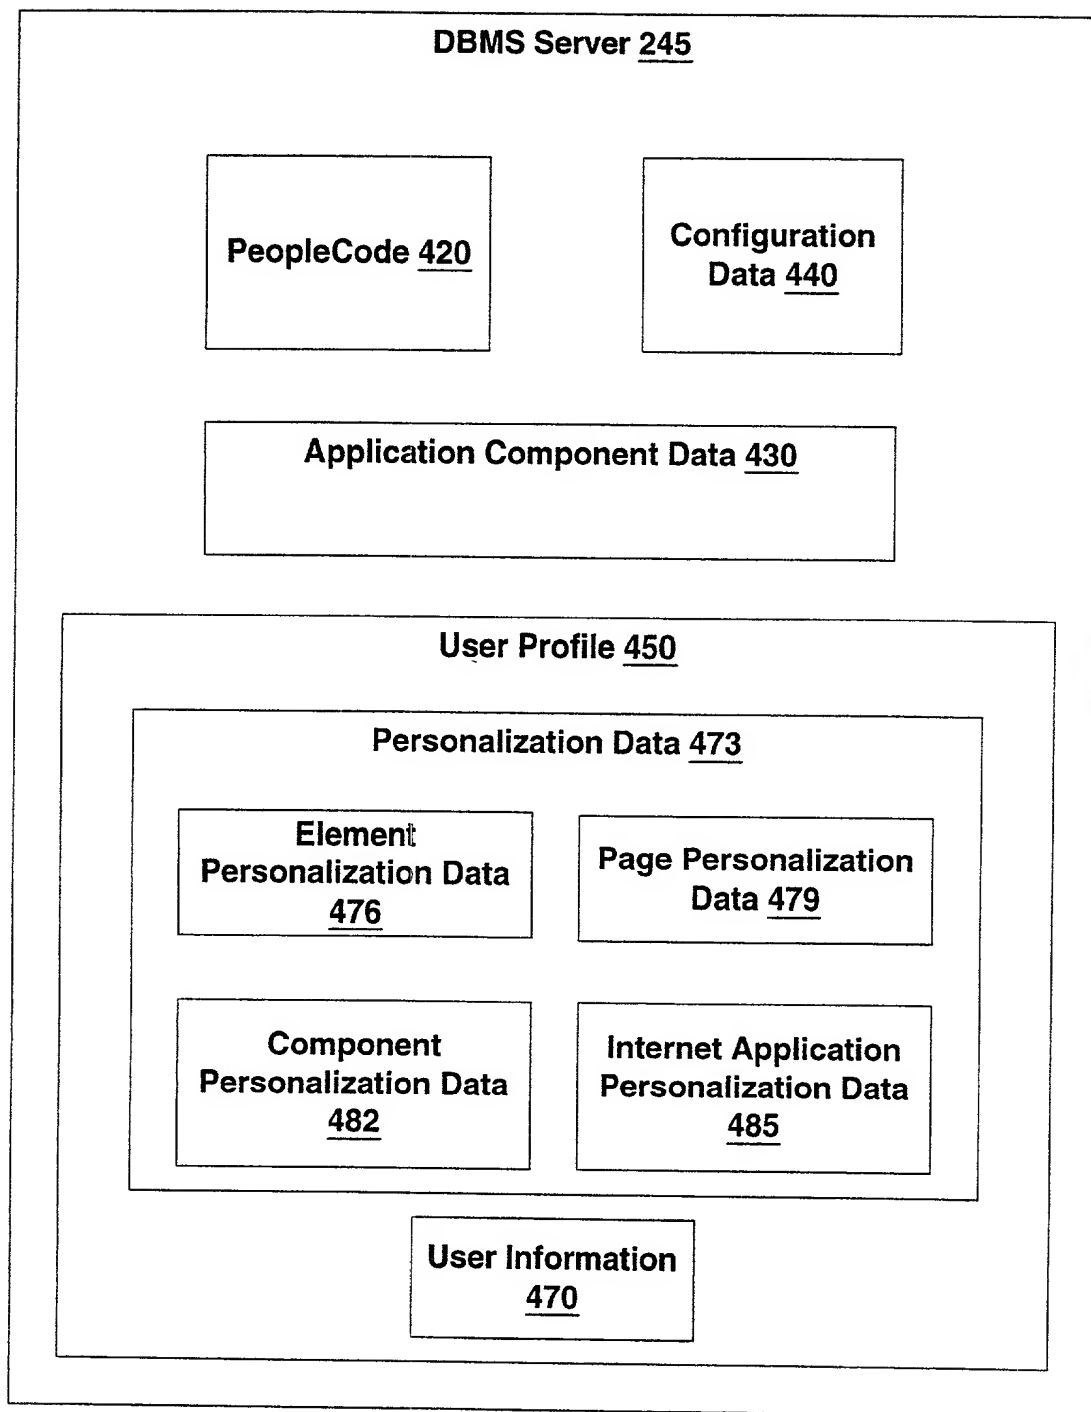 DBMS Server 245
PeopleCode 420
Configuration
Data 440
Application Component Data 430
User Profile 450
Personalization Data 473
Element
Personalization Data
476
Page Personalization
Data 479
Component
Personalization Data
482
Internet Application
Personalization Data
485
User Information
470